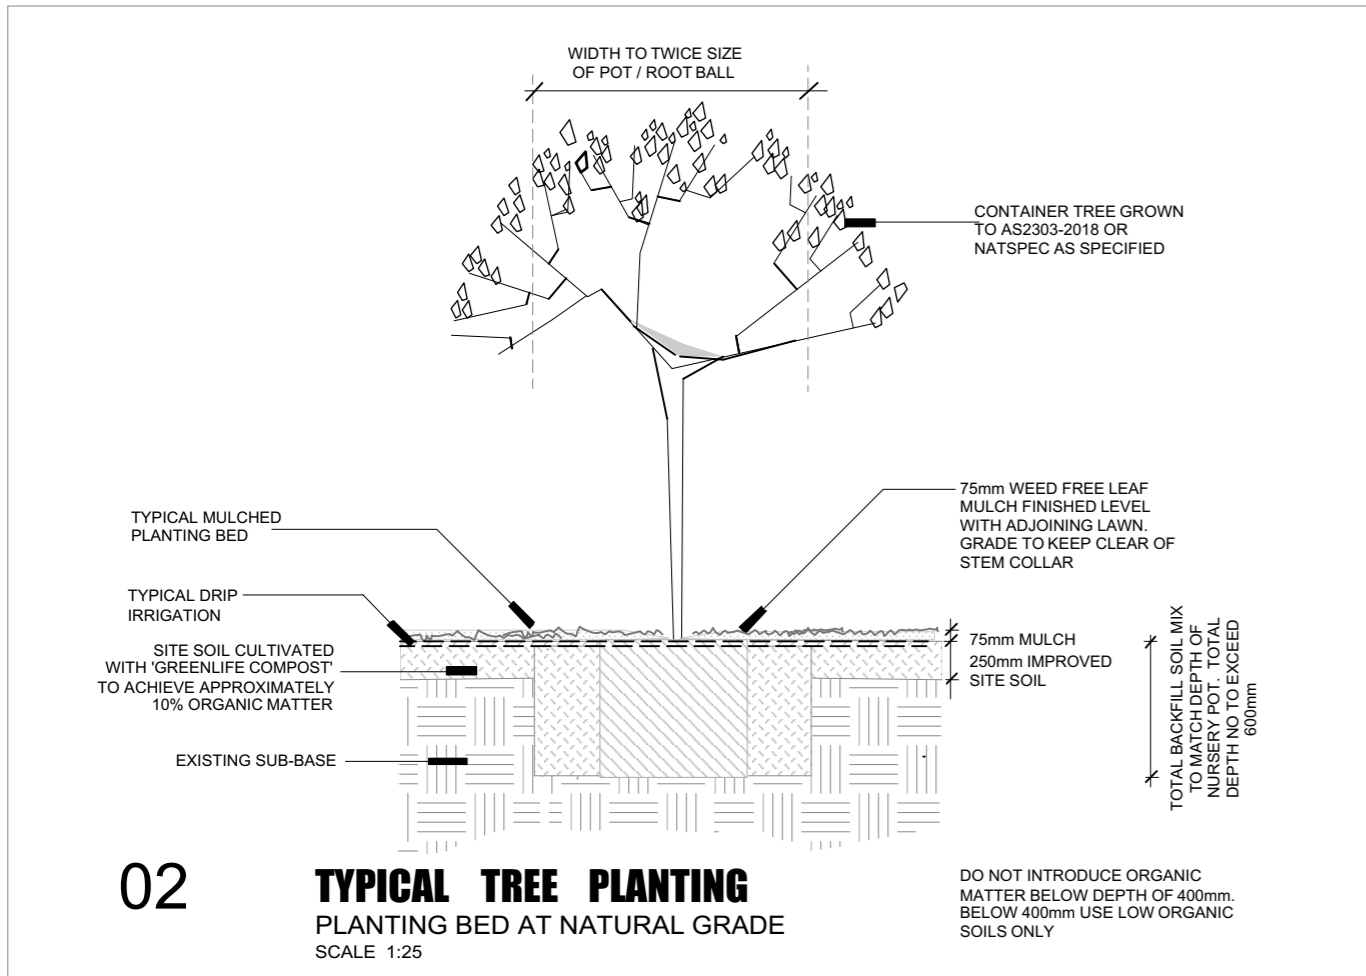 WIDTH TO TWICE SIZE
OF POT / ROOT BALL
CONTAINER TREE GROWN
TO AS2303-2018 OR
NATSPEC AS SPECIFIED
75mm WEED FREE LEAF
MULCH FINISHED LEVEL
WITH ADJOINING LAWN.
GRADE TO KEEP CLEAR OF
STEM COLLAR
TYPICAL MULCHED
PLANTING BED
TYPICAL DRIP
IRRIGATION
SITE SOIL CULTIVATED
WITH 'GREENLIFE COMPOST'
TO ACHIEVE APPROXIMATELY
10% ORGANIC MATTER
EXISTING SUB-BASE
75mm MULCH
250mm IMPROVED
SITE SOIL
TOTAL BACKFILL SOIL MIX
TO MATCH DEPTH OF
NURSERY POT. TOTAL
DEPTH NO TO EXCEED
600mm
02
TYPICAL TREE PLANTING
PLANTING BED AT NATURAL GRADE
SCALE 1:25
DO NOT INTRODUCE ORGANIC
MATTER BELOW DEPTH OF 400mm.
BELOW 400mm USE LOW ORGANIC
SOILS ONLY